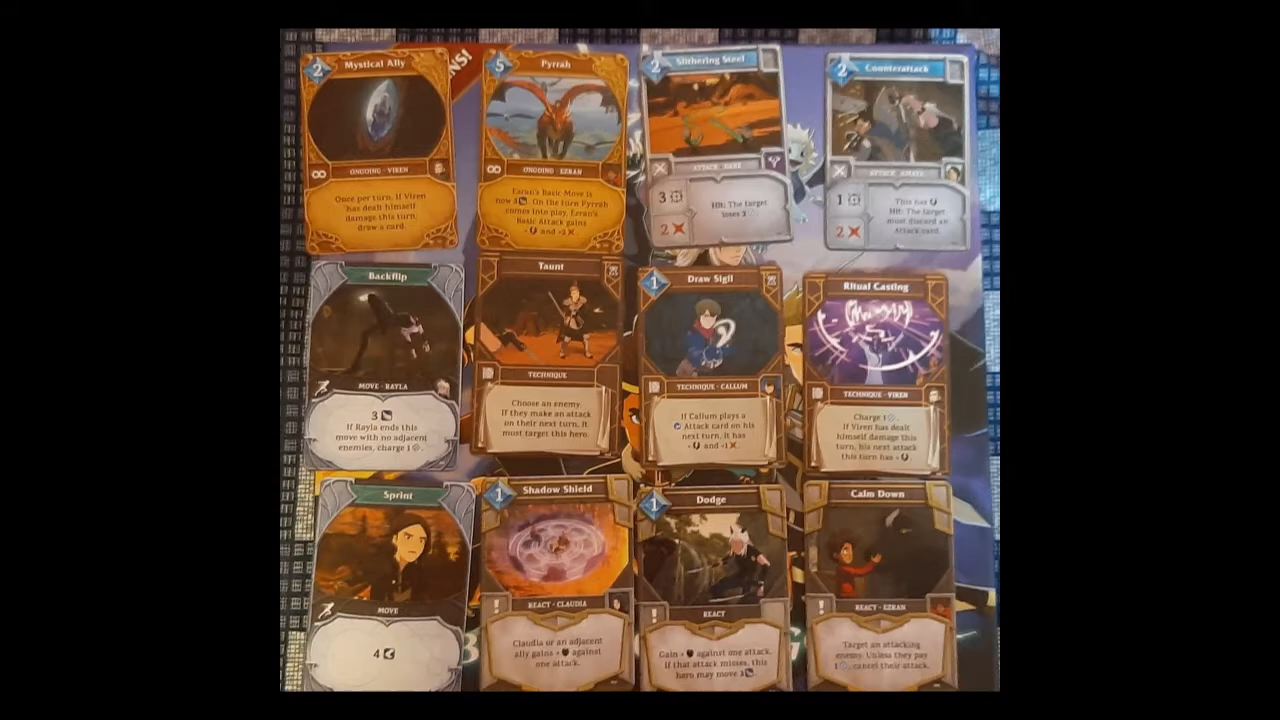 NS!
2
Mystical Ally
ONGOING · VIREN
Once per turn, if Viren
has dealt himself
damage this turn,
draw a card.
5
Pyrrah
ONGOING · EZRAN
Ezran's Basic Move is
now 3. On the turn Pyrrah
comes into play, Ezran's
Basic Attack gains
+ and +2
2
Slithering Steel
ATTACK · DARK
3
2
Hit: The target
loses 2
2
Counterattack
ATTACK · AMAYA
1
2
This has
Hit: The target
must discard an
Attack card.
Backflip
MOVE · RAYLA
3
If Rayla ends this
move with no adjacent
enemies, charge 1
Taunt
TECHNIQUE
Choose an enemy.
If they make an attack
on their next turn, it
must target this hero.
1
Draw Sigil
TECHNIQUE · CALLUM
If Callum plays a
Attack card on his
next turn, it has
+ and +1
Ritual Casting
TECHNIQUE · VIREN
Charge 1
If Viren has dealt
himself damage this
turn, his next attack
this turn has +
Sprint
MOVE
4
1
Shadow Shield
REACT · CLAUDIA
Claudia or an adjacent
ally gains + against
one attack.
1
Dodge
REACT
Gain + against one attack.
If that attack misses, this
hero may move 2
Calm Down
REACT · EZRAN
Target an attacking
enemy. Unless they pay
1, cancel their attack.